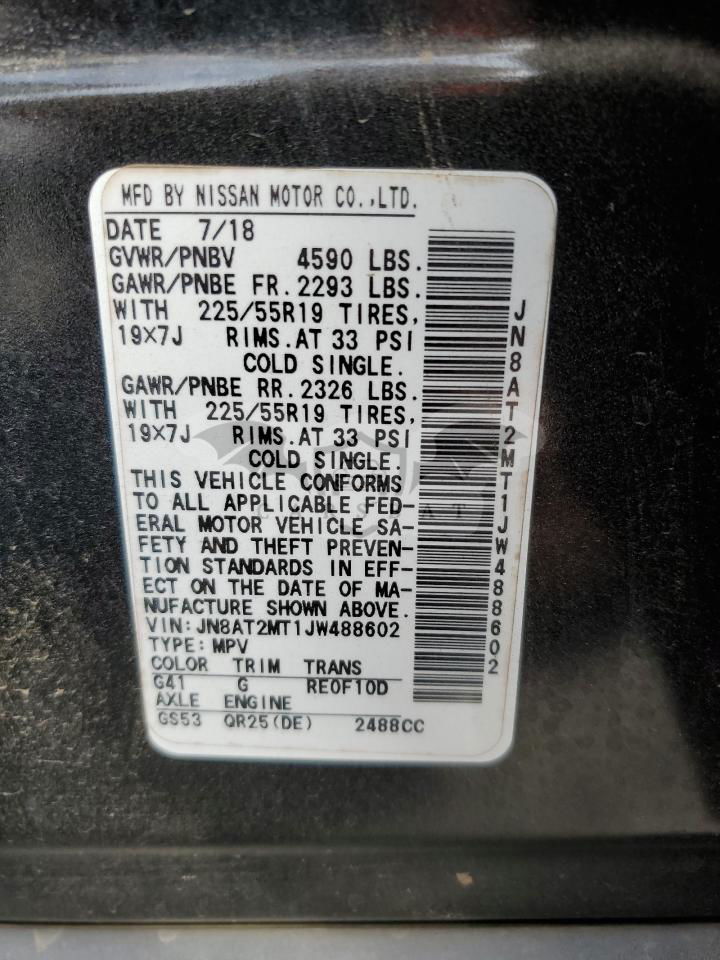 MFD BY NISSAN MOTOR CO.,LTD.
DATE 7/18
GVWR/PNBV 4590 LBS.
GAWR/PNBE FR. 2293 LBS.
WITH 225/55R19 TIRES,
19×7J RIMS.AT 33 PSI
COLD SINGLE.
GAWR/PNBE RR. 2326 LBS.
WITH 225/55R19 TIRES,
19×7J RIMS.AT 33 PSI
COLD SINGLE.
THIS VEHICLE CONFORMS
TO ALL APPLICABLE FED-
ERAL MOTOR VEHICLE SA-
FETY AND THEFT PREVEN-
TION STANDARDS IN EFF-
ECT ON THE DATE OF MA-
NUFACTURE SHOWN ABOVE.
VIN:JN8AT2MT1JW488602
TYPE:MPV
COLOR TRIM TRANS
G41 G RE0F10D
AXLE ENGINE
GS53 QR25(DE) 2488CC
JN8AT2MT1JW488602